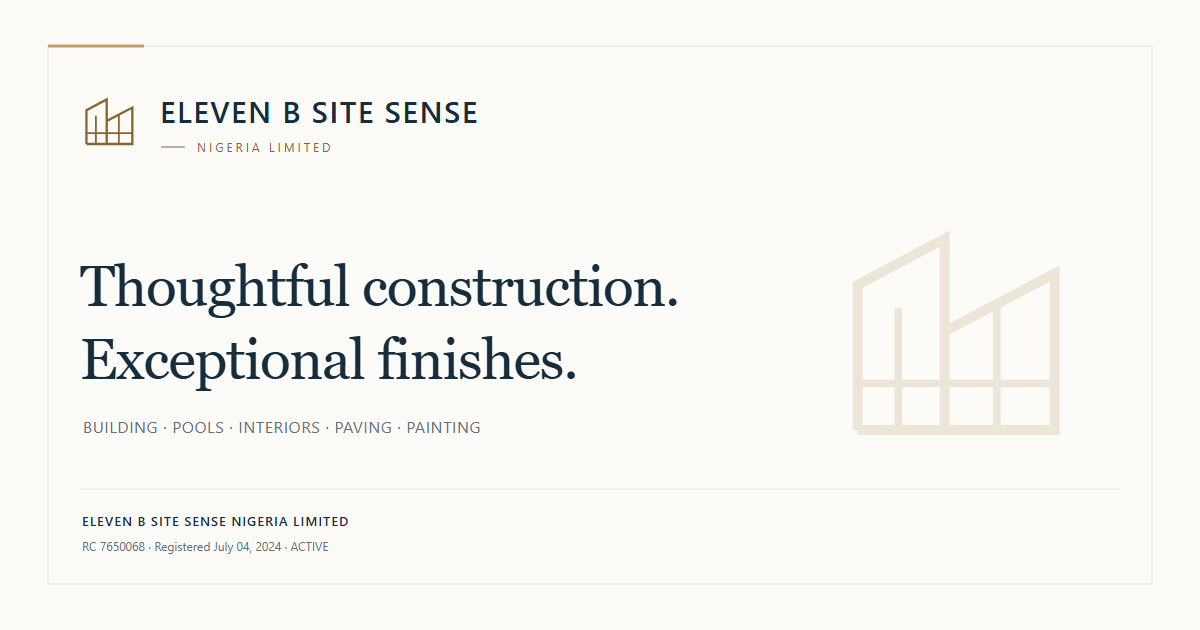 ELEVEN B SITE SENSE
NIGERIA LIMITED
Thoughtful construction.
Exceptional finishes.
BUILDING · POOLS · INTERIORS · PAVING · PAINTING
ELEVEN B SITE SENSE NIGERIA LIMITED
RC 7650068 · Registered July 04, 2024 · ACTIVE